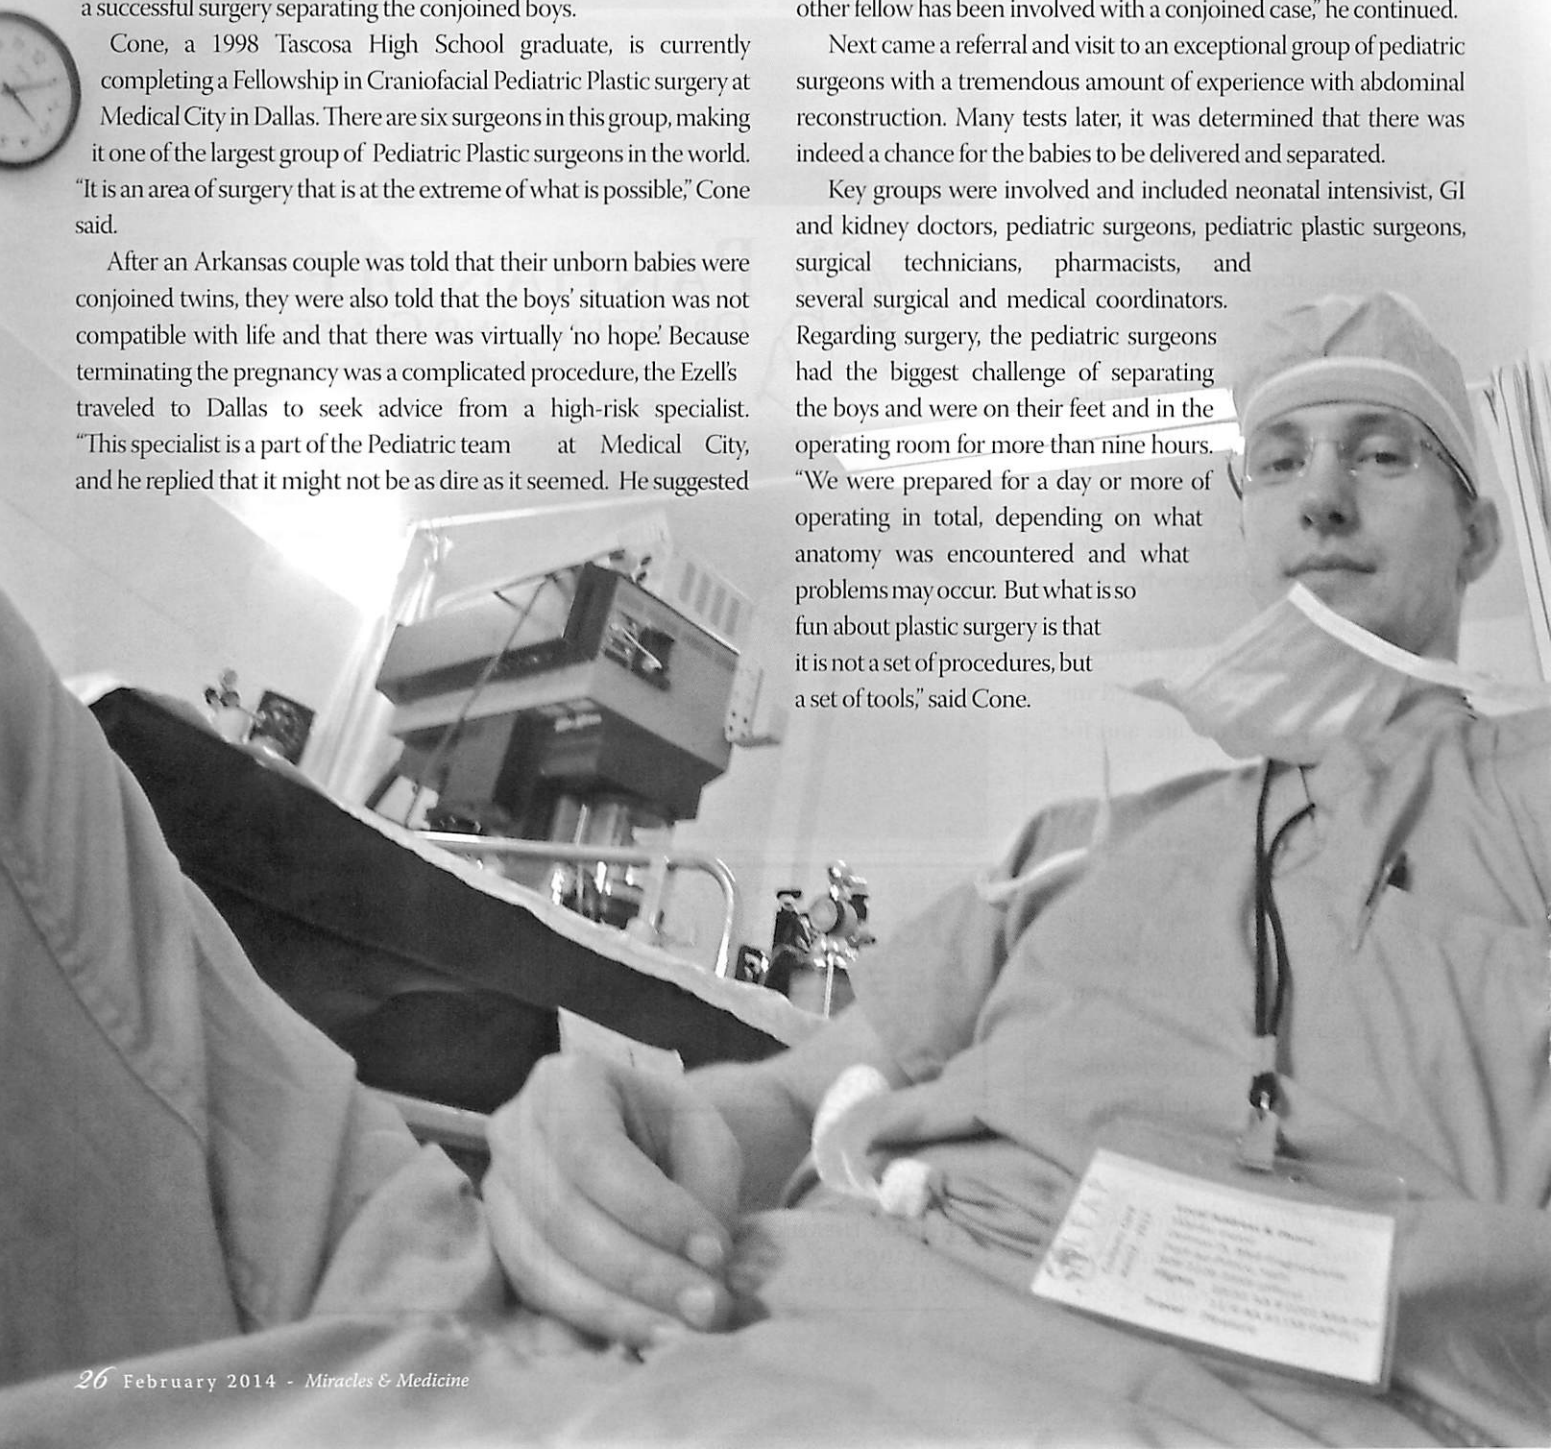 a successful surgery separating the conjoined boys.
Cone, a 1998 Tascosa High School graduate, is currently
completing a Fellowship in Craniofacial Pediatric Plastic surgery at
Medical City in Dallas. There are six surgeons in this group, making
it one of the largest group of Pediatric Plastic surgeons in the world.
“It is an area of surgery that is at the extreme of what is possible,” Cone
said.
After an Arkansas couple was told that their unborn babies were
conjoined twins, they were also told that the boys’ situation was not
compatible with life and that there was virtually ‘no hope.’ Because
terminating the pregnancy was a complicated procedure, the Ezell’s
traveled to Dallas to seek advice from a high-risk specialist.
“This specialist is a part of the Pediatric team at Medical City,
and he replied that it might not be as dire as it seemed. He suggested
other fellow has been involved with a conjoined case,” he continued.
Next came a referral and visit to an exceptional group of pediatric
surgeons with a tremendous amount of experience with abdominal
reconstruction. Many tests later, it was determined that there was
indeed a chance for the babies to be delivered and separated.
Key groups were involved and included neonatal intensivist, GI
and kidney doctors, pediatric surgeons, pediatric plastic surgeons,
surgical technicians, pharmacists, and
several surgical and medical coordinators.
Regarding surgery, the pediatric surgeons
had the biggest challenge of separating
the boys and were on their feet and in the
operating room for more than nine hours.
“We were prepared for a day or more of
operating in total, depending on what
anatomy was encountered and what
problems may occur. But what is so
fun about plastic surgery is that
it is not a set of procedures, but
a set of tools,” said Cone.
26 February 2014 - Miracles & Medicine